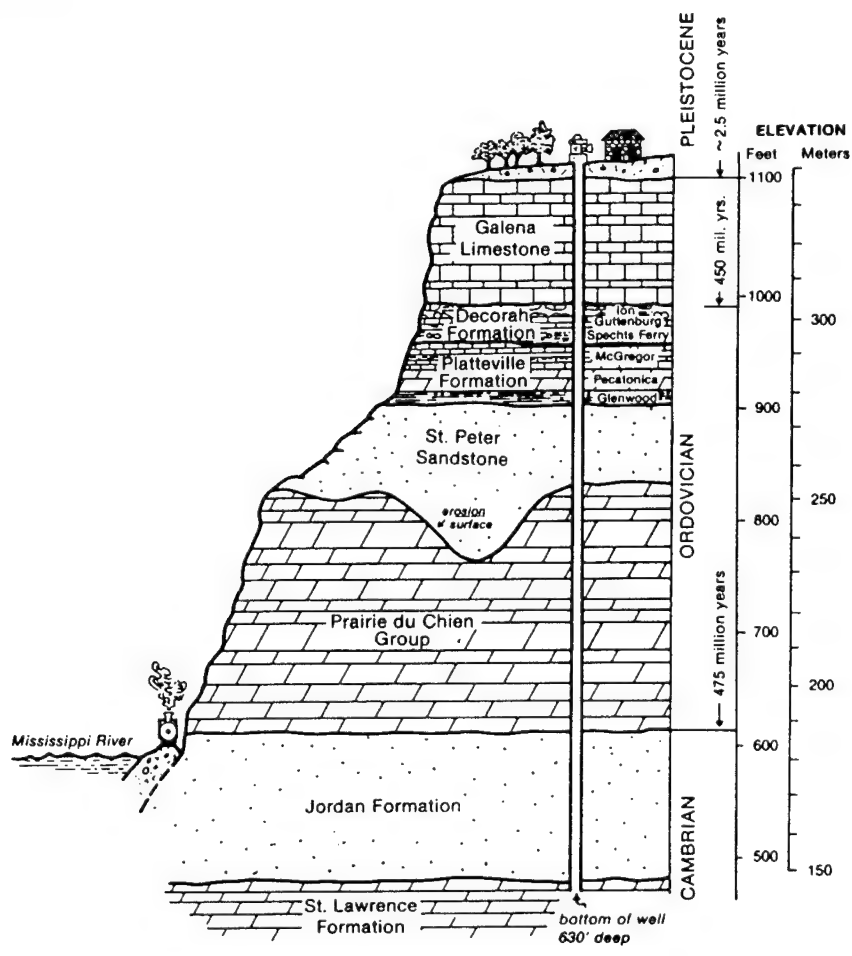 PLEISTOCENE
~2.5 million years
ELEVATION
Feet
Meters
1100
Galena
Limestone
450 mil. yrs.
1000
Decorah
Formation
Ion
Guttenburg
Spechts Ferry
300
Platteville
Formation
McGregor
Pecatonica
Glenwood
900
St. Peter
Sandstone
ORDOVICIAN
250
erosion
surface
800
Prairie du Chien
Group
700
475 million years
200
Mississippi River
600
Jordan Formation
CAMBRIAN
500
150
St. Lawrence
Formation
bottom of well
630' deep